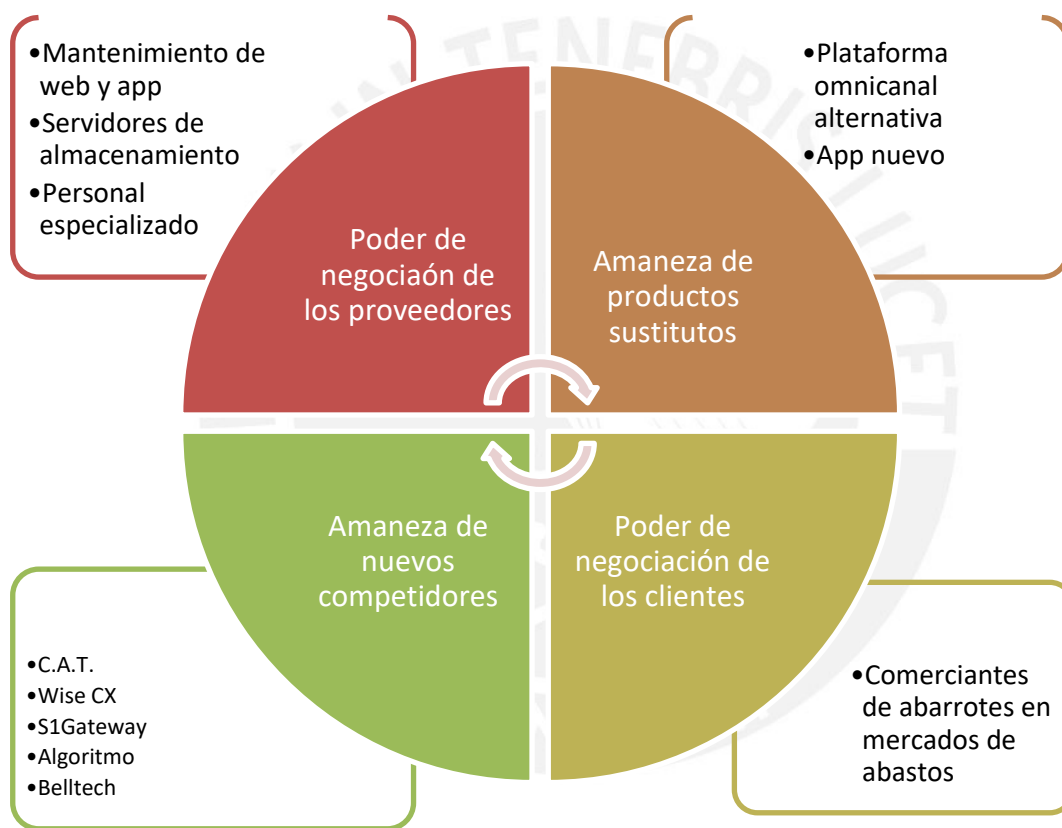 •Mantenimiento de
web y app
•Servidores de
almacenamiento
•Personal
especializado
•Plataforma
omnicanal
alternativa
•App nuevo
Poder de
negociaón de
los proveedores
Amaneza de
productos
sustitutos
Amaneza de
nuevos
competidores
Poder de
negociación de
los clientes
•C.A.T.
•Wise CX
•S1Gateway
•Algoritmo
•Belltech
•Comerciantes
de abarrotes en
mercados de
abastos